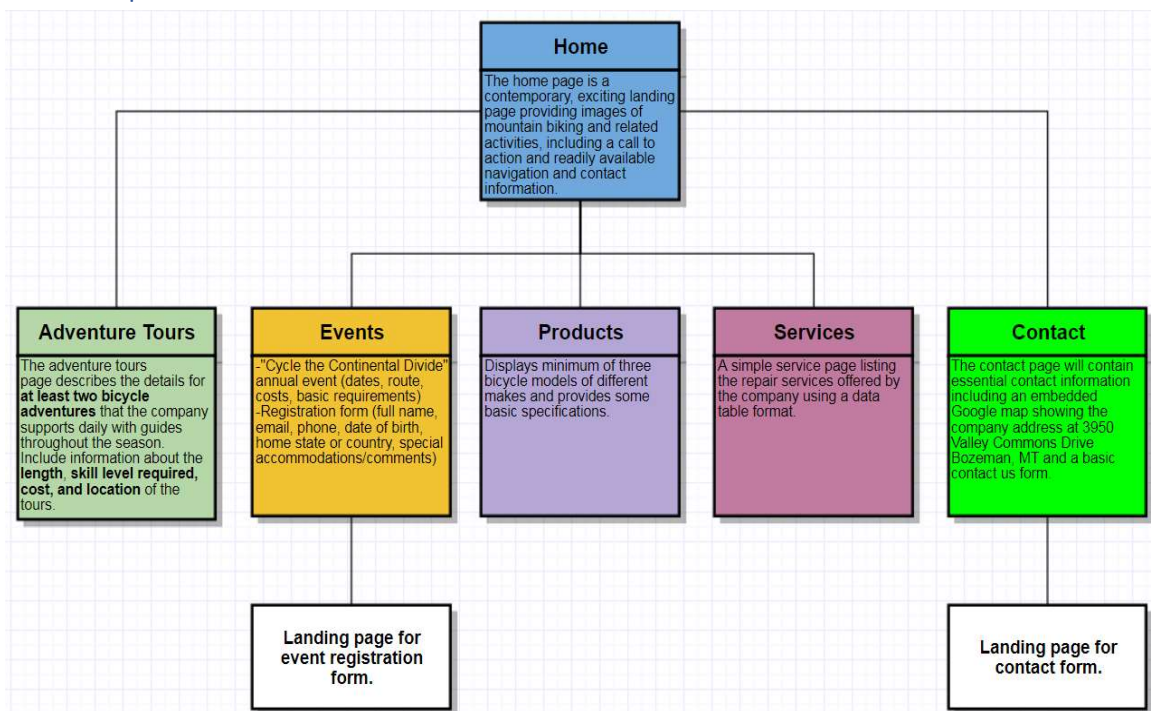 Home
The home page is a
contemporary, exciting landing
page providing images of
mountain biking and related
activities, including a call to
action and readily available
navigation and contact
information.
Adventure Tours
The adventure tours
page describes the details for
at least two bicycle
adventures that the company
supports daily with guides
throughout the season.
Include information about the
length, skill level required,
cost, and location of the
tours.
Events
-"Cycle the Continental Divide"
annual event (dates, route,
costs, basic requirements)
-Registration form (full name,
email, phone, date of birth,
home state or country, special
accommodations/comments)
Products
Displays minimum of three
bicycle models of different
makes and provides some
basic specifications.
Services
A simple service page listing
the repair services offered by
the company using a data
table format.
Contact
The contact page will contain
essential contact information
including an embedded
Google map showing the
company address at 3950
Valley Commons Drive
Bozeman, MT and a basic
contact us form.
Landing page for
event registration
form.
Landing page for
contact form.